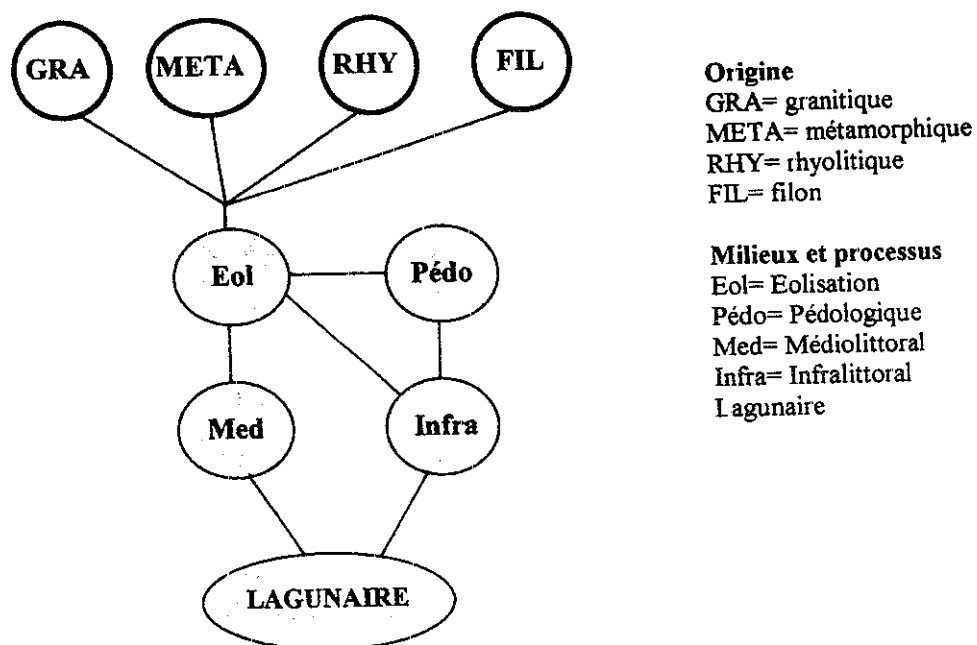 GRA
META
RHY
FIL
Eol
Pédo
Med
Infra
LAGUNAIRE
Origine
GRA= granitique
META= métamorphique
RHY= rhyolitique
FIL= filon
Milieux et processus
Eol= Eolisation
Pédo= Pédologique
Med= Médiolittoral
Infra= Infralittoral
Lagunaire